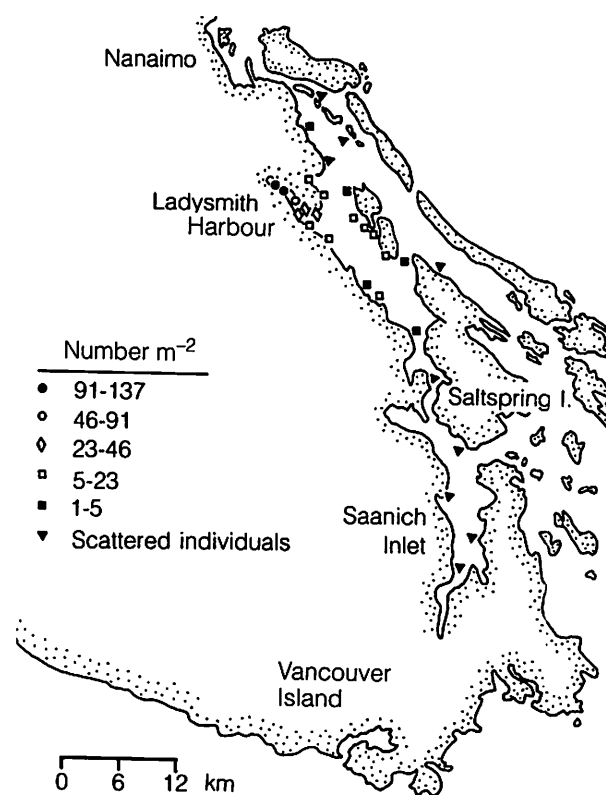 Nanaimo
Ladysmith
Harbour
Number m⁻²
91-137
46-91
23-46
5-23
1-5
Scattered individuals
Saltspring I.
Saanich
Inlet
Vancouver
Island
0 6 12 km